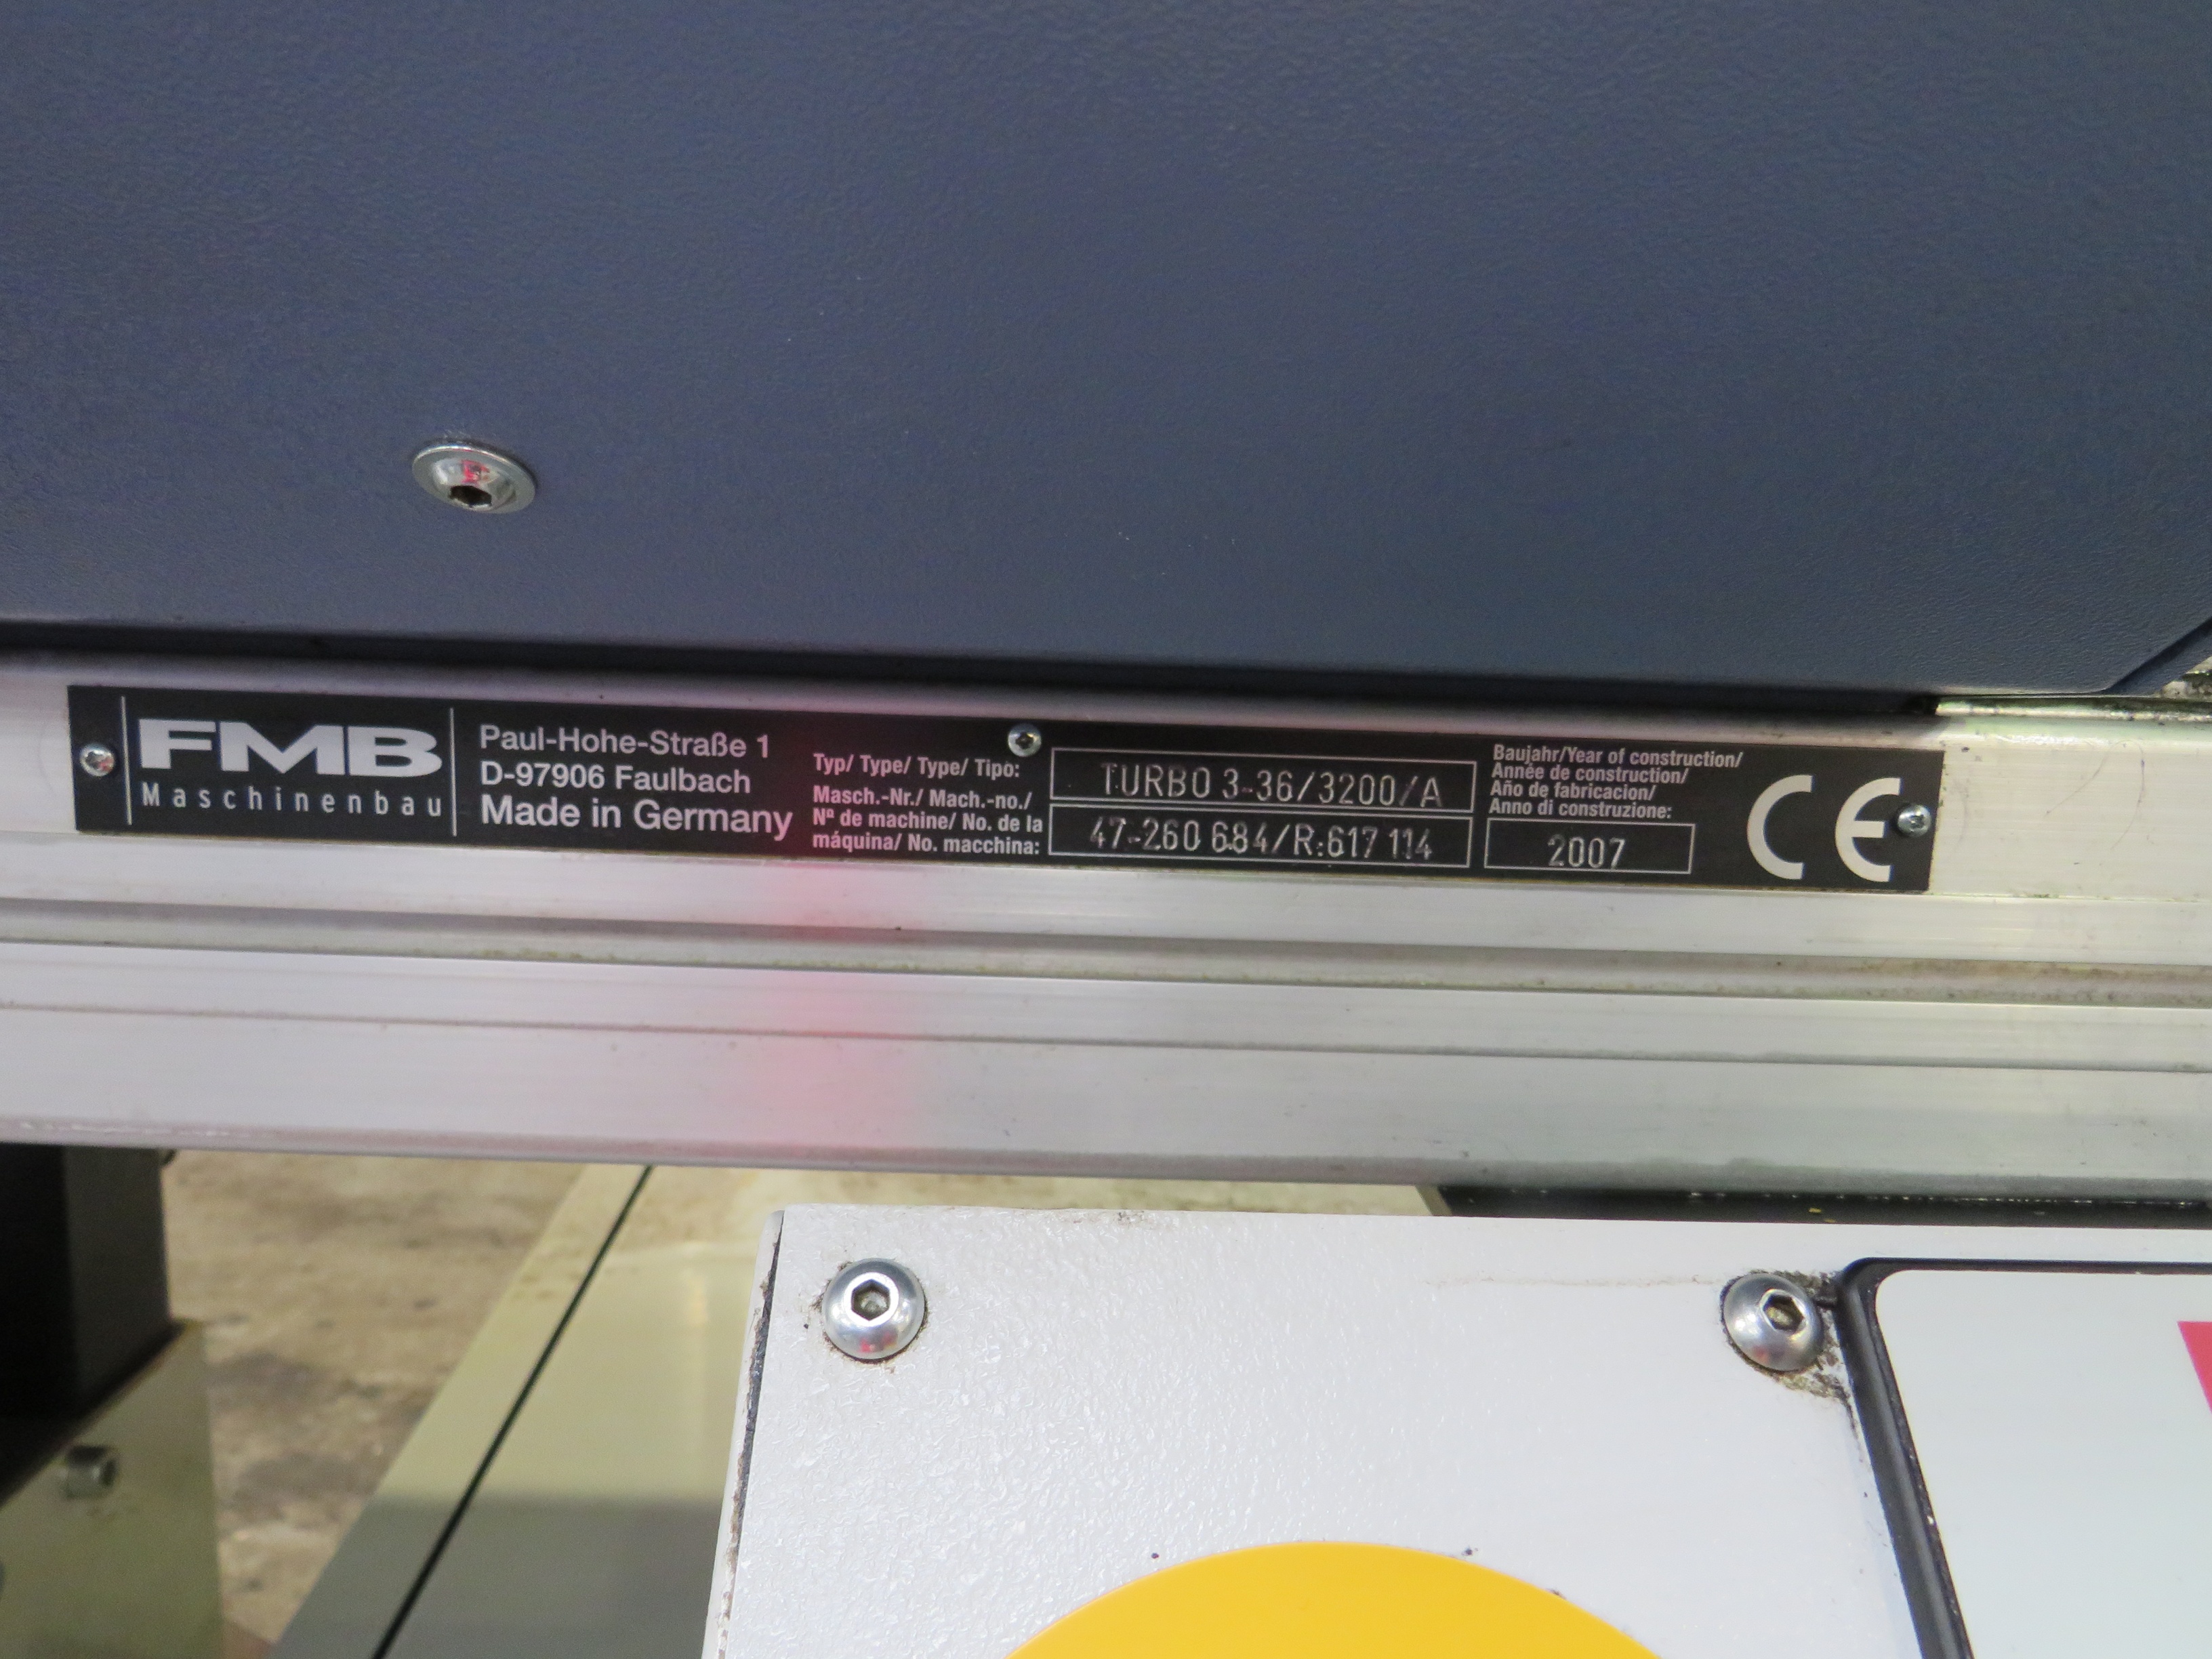 FMB
Maschinenbau
Paul-Hohe-Straße 1
D-97906 Faulbach
Made in Germany
Typ/ Type/ Type/ Tipo:
TURBO 3-36/3200/A
Masch.-Nr./ Mach.-no./
Nº de machine/ No. de la
máquina/ No. macchina:
47-260 684/R:617 114
Baujahr/Year of construction/
Année de construction/
Año de fabricacion/
Anno di construzione:
2007
CE